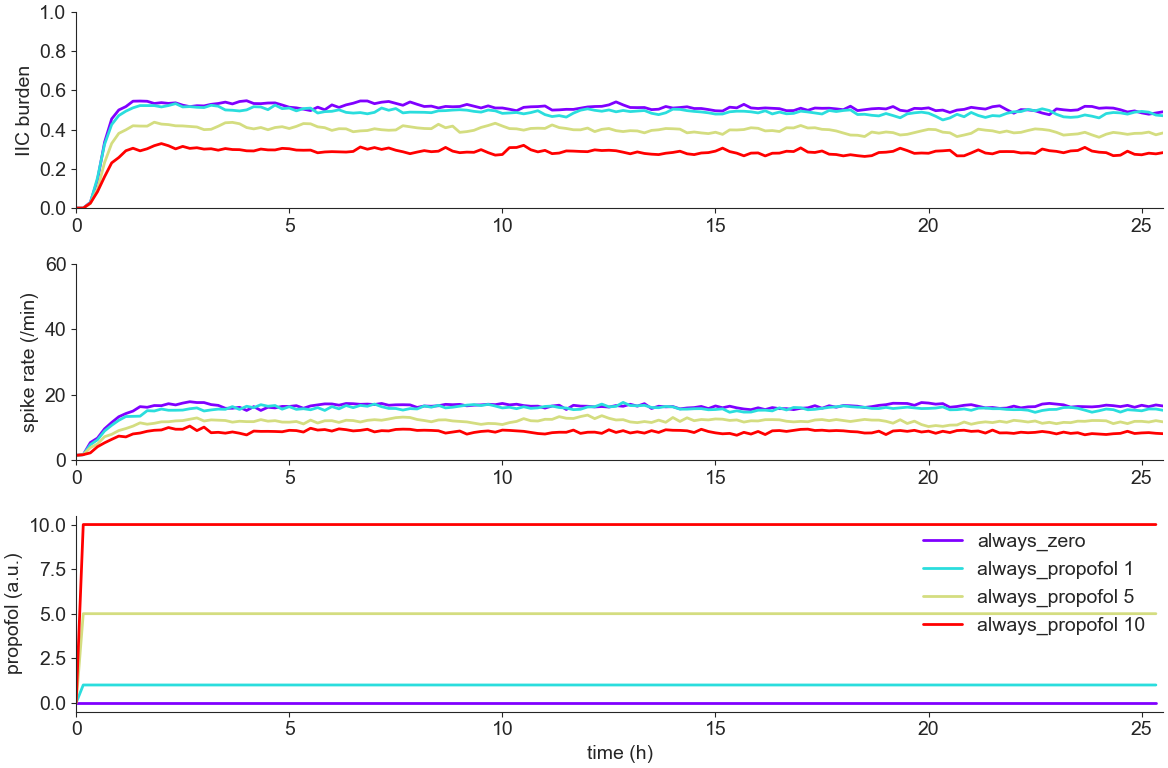 IIC burden
1.0
0.8
0.6
0.4
0.2
0.0
0 5 10 15 20 25
spike rate (/min)
60
40
20
0
0 5 10 15 20 25
propofol (a.u.)
10.0
7.5
5.0
2.5
0.0
always_zero
always_propofol 1
always_propofol 5
always_propofol 10
0 5 10 15 20 25
time (h)